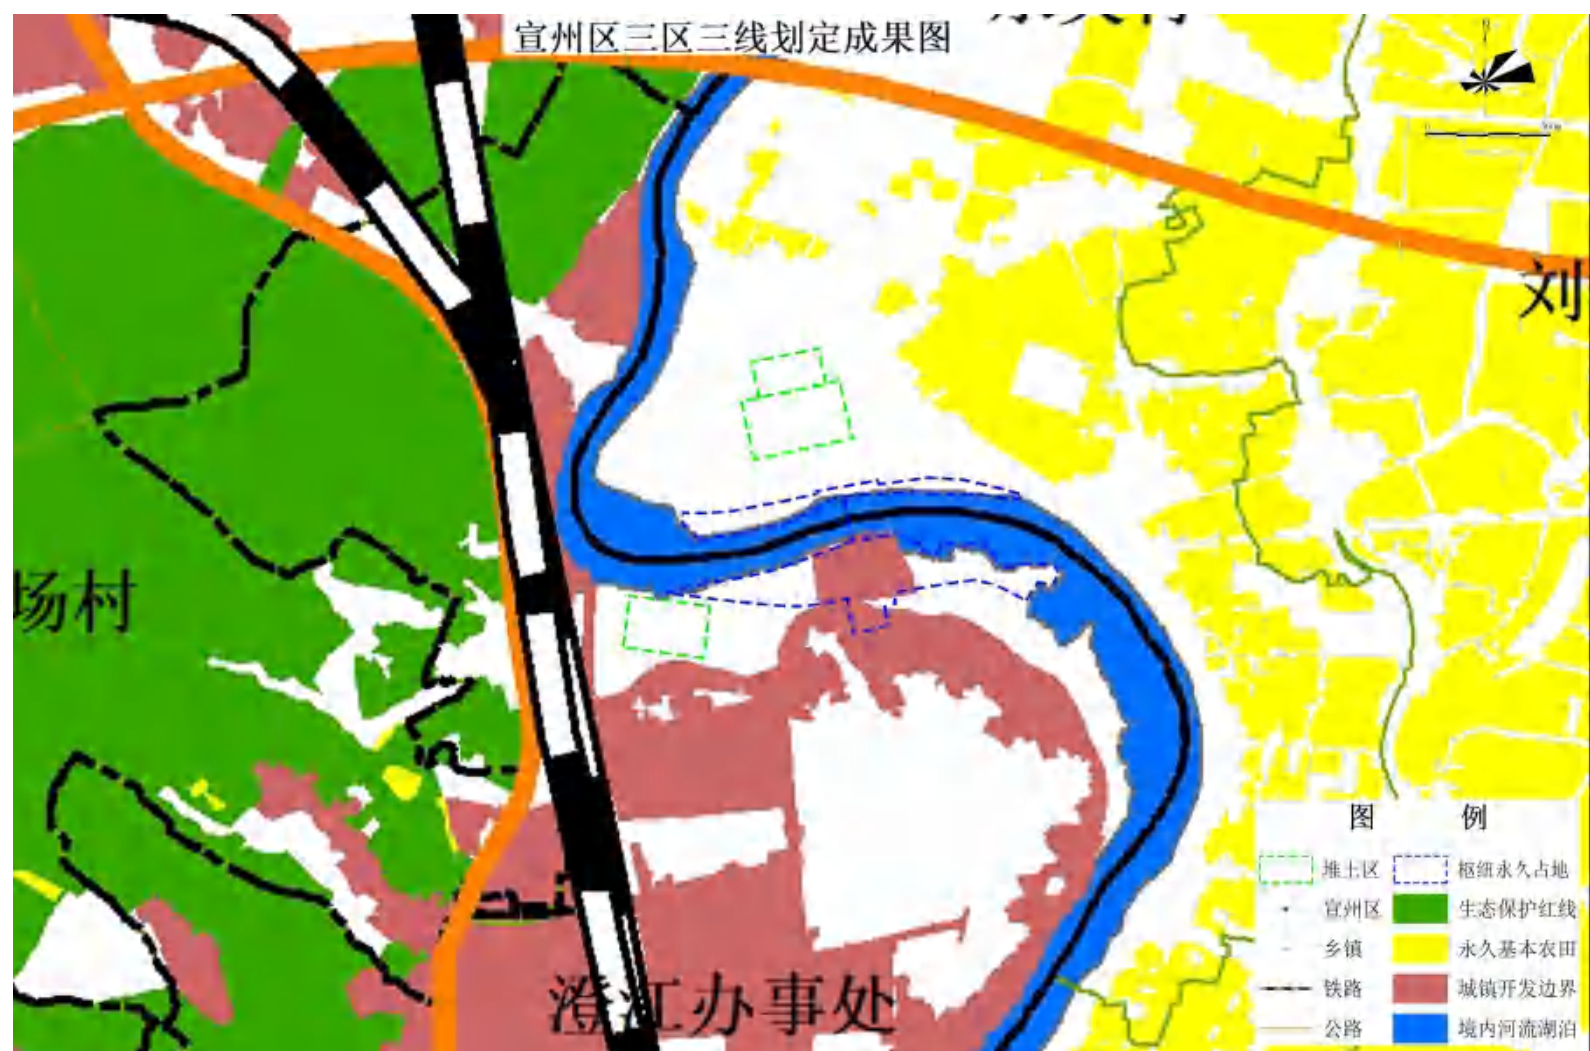 宣州区三区三线划定成果图
刘
场村
澄江办事处
图 例
堆土区 枢纽永久占地
宣州区 生态保护红线
乡镇 永久基本农田
铁路 城镇开发边界
公路 境内河流湖泊